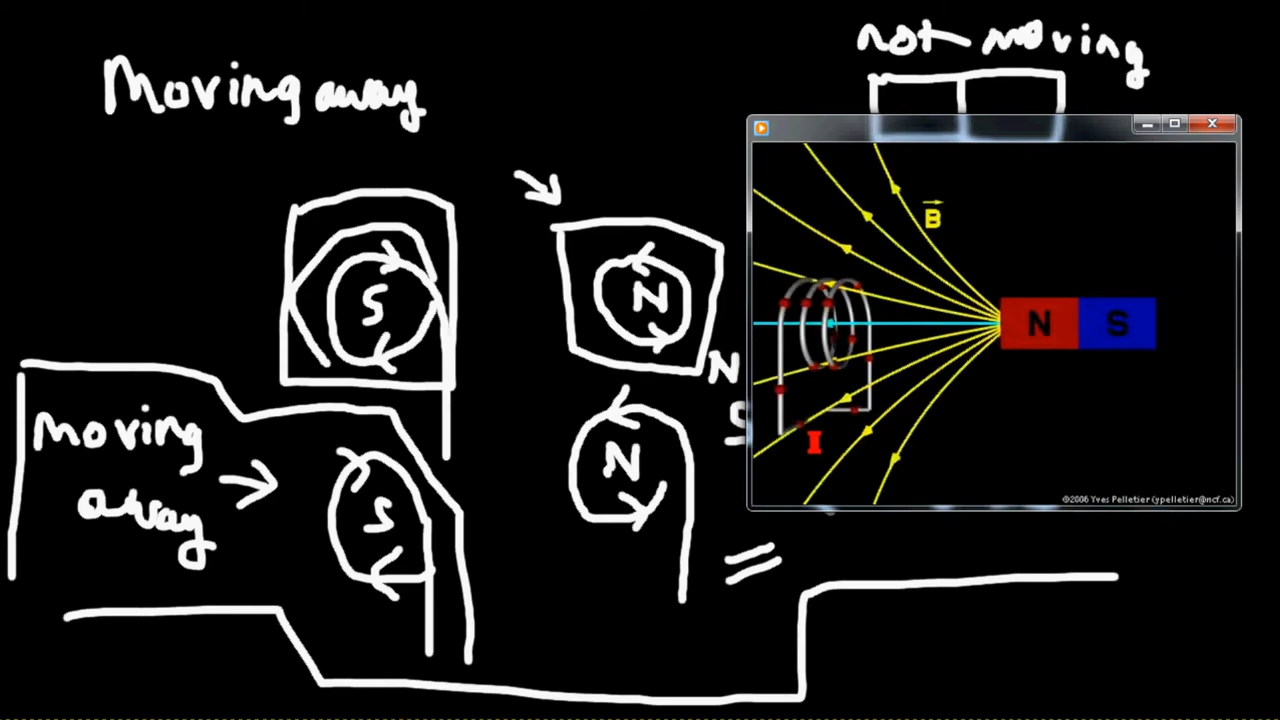 not moving
Moving away
B
S
N
N S
N
moving
away
S
N
S
I
©2006 Yves Pelletier (ypelletier@ncf.ca)
=